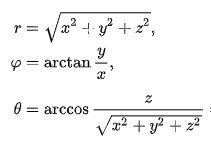 r = √(x² + y² + z²),
φ = arctan y/x,
θ = arccos z/√(x² + y² + z²)